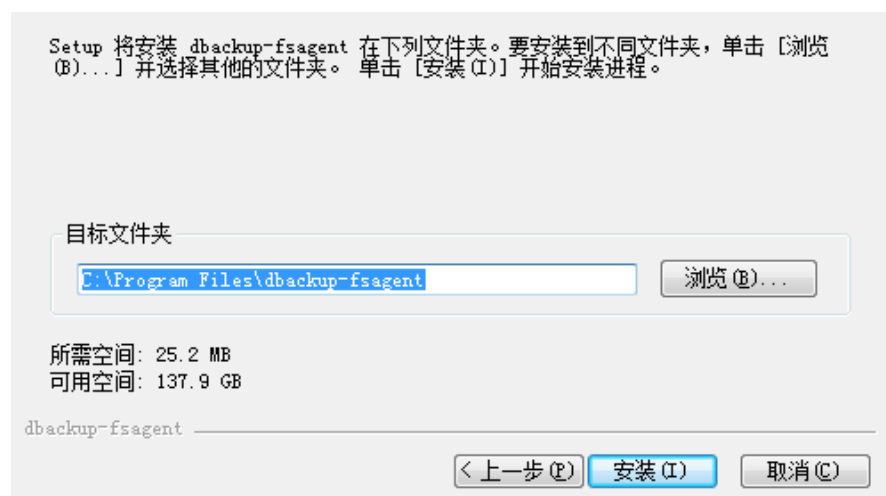 Setup 将安装 dbackup-fsagent 在下列文件夹。要安装到不同文件夹，单击 [浏览
(B)...] 并选择其他的文件夹。 单击 [安装(I)] 开始安装进程。
目标文件夹
C:\Program Files\dbackup-fsagent
浏览(B)...
所需空间: 25.2 MB
可用空间: 137.9 GB
dbackup-fsagent
< 上一步(P)
安装(I)
取消(C)